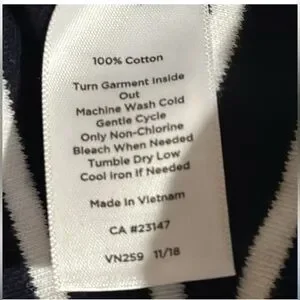 100% Cotton
Turn Garment Inside
Out
Machine Wash Cold
Gentle Cycle
Only Non-Chlorine
Bleach When Needed
Tumble Dry Low
Cool Iron If Needed
Made in Vietnam
CA #23147
VN259 11/18